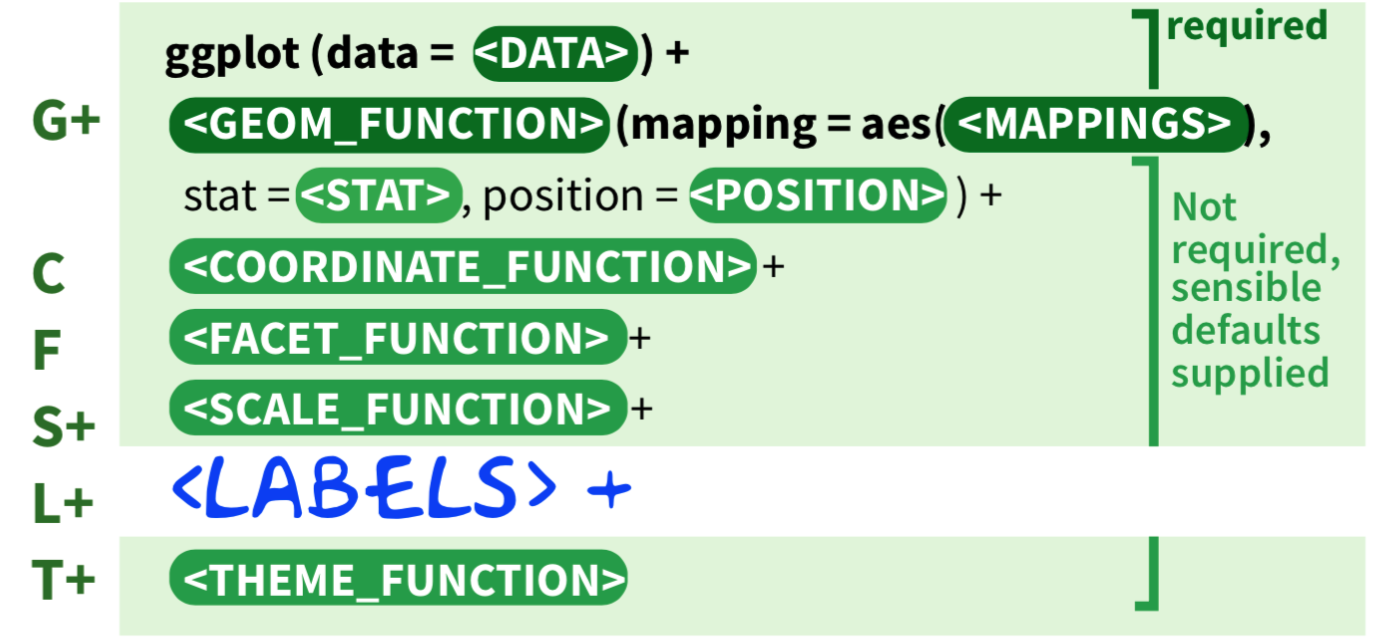 required
ggplot (data = <DATA>) +
G+ <GEOM_FUNCTION> (mapping = aes( <MAPPINGS> ),
stat = <STAT> , position = <POSITION> ) +
Not
required,
sensible
defaults
supplied
C <COORDINATE_FUNCTION> +
F <FACET_FUNCTION> +
S+ <SCALE_FUNCTION> +
L+ <LABELS> +
T+ <THEME_FUNCTION>